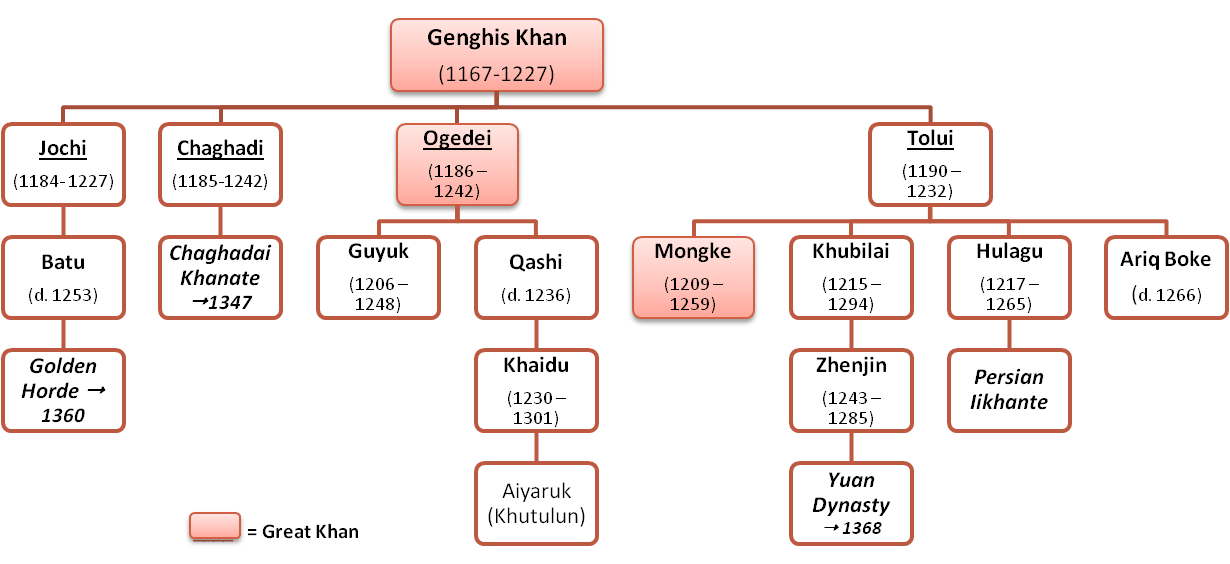 Genghis Khan
(1167-1227)
Jochi
(1184-1227)
Chaghadi
(1185-1242)
Ogedei
(1186 –
1242)
Tolui
(1190 –
1232)
Batu
(d. 1253)
Chaghadai
Khanate
→1347
Guyuk
(1206 –
1248)
Qashi
(d. 1236)
Mongke
(1209 –
1259)
Khubilai
(1215 –
1294)
Hulagu
(1217 –
1265)
Ariq Boke
(d. 1266)
Golden
Horde →
1360
Khaidu
(1230 –
1301)
Zhenjin
(1243 –
1285)
Persian
Iikhante
Aiyaruk
(Khutulun)
Yuan
Dynasty
→ 1368
= Great Khan